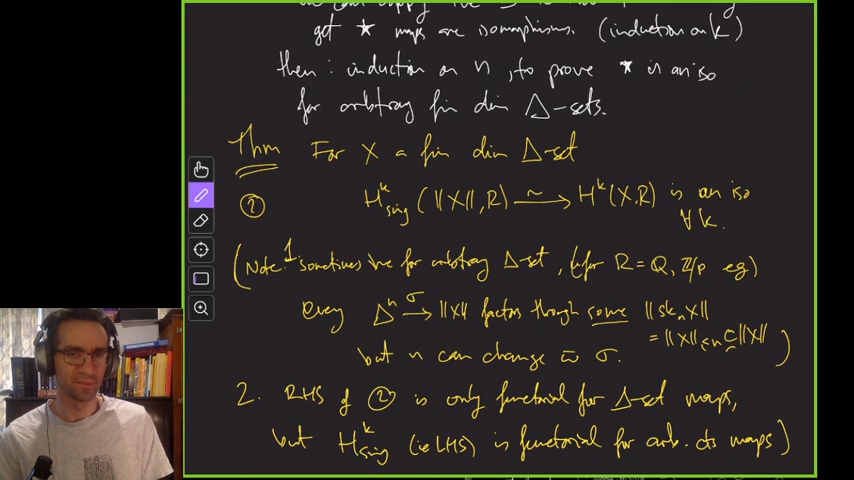 get ★ maps are isomorphisms. (induction on k)
then: induction on n, to prove ★ is an iso
for arbitrary fin dim Δ-sets.
Thm For X a fin dim Δ-set
② H^k_sing (||X||, R) ⥲ H^k(X, R) is an iso
∀k.
(Note: 1 sometimes true for arbitrary Δ-set, (for R = Q, Z/p eg)
Every Δ^n σ→ ||X|| factors through some ||sk_n X||
= ||X||_≤n ⊆ ||X||
but n can change w σ. )
2. RHS of ② is only functorial for Δ-set maps,
but H^k_sing (ie LHS) is functorial for arb. cts maps)